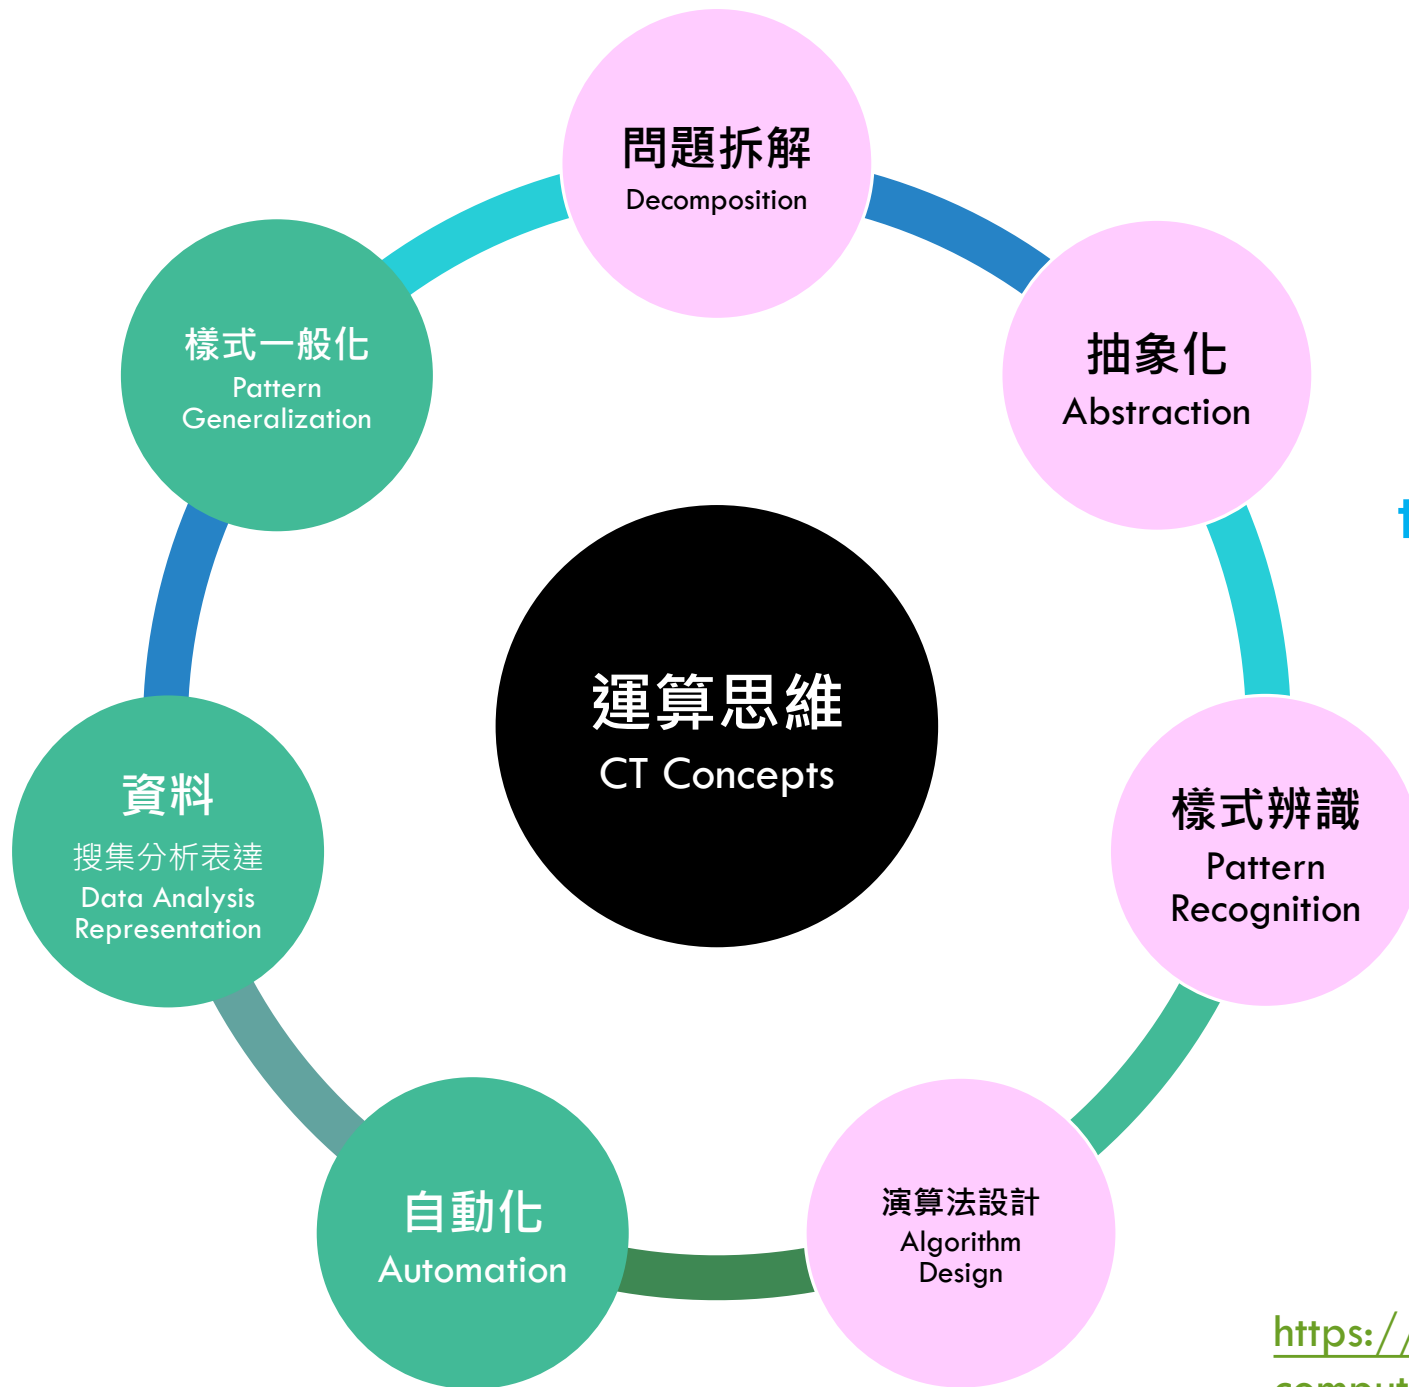 問題拆解
Decomposition
抽象化
Abstraction
樣式辨識
Pattern
Recognition
演算法設計
Algorithm
Design
自動化
Automation
資料
搜集分析表達
Data Analysis
Representation
樣式一般化
Pattern
Generalization
運算思維
CT Concepts
https://